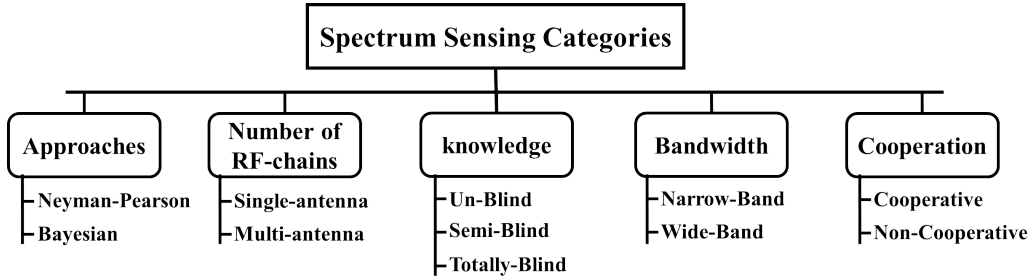 Spectrum Sensing Categories
Approaches
Neyman-Pearson
Bayesian
Number of
RF-chains
Single-antenna
Multi-antenna
knowledge
Un-Blind
Semi-Blind
Totally-Blind
Bandwidth
Narrow-Band
Wide-Band
Cooperation
Cooperative
Non-Cooperative